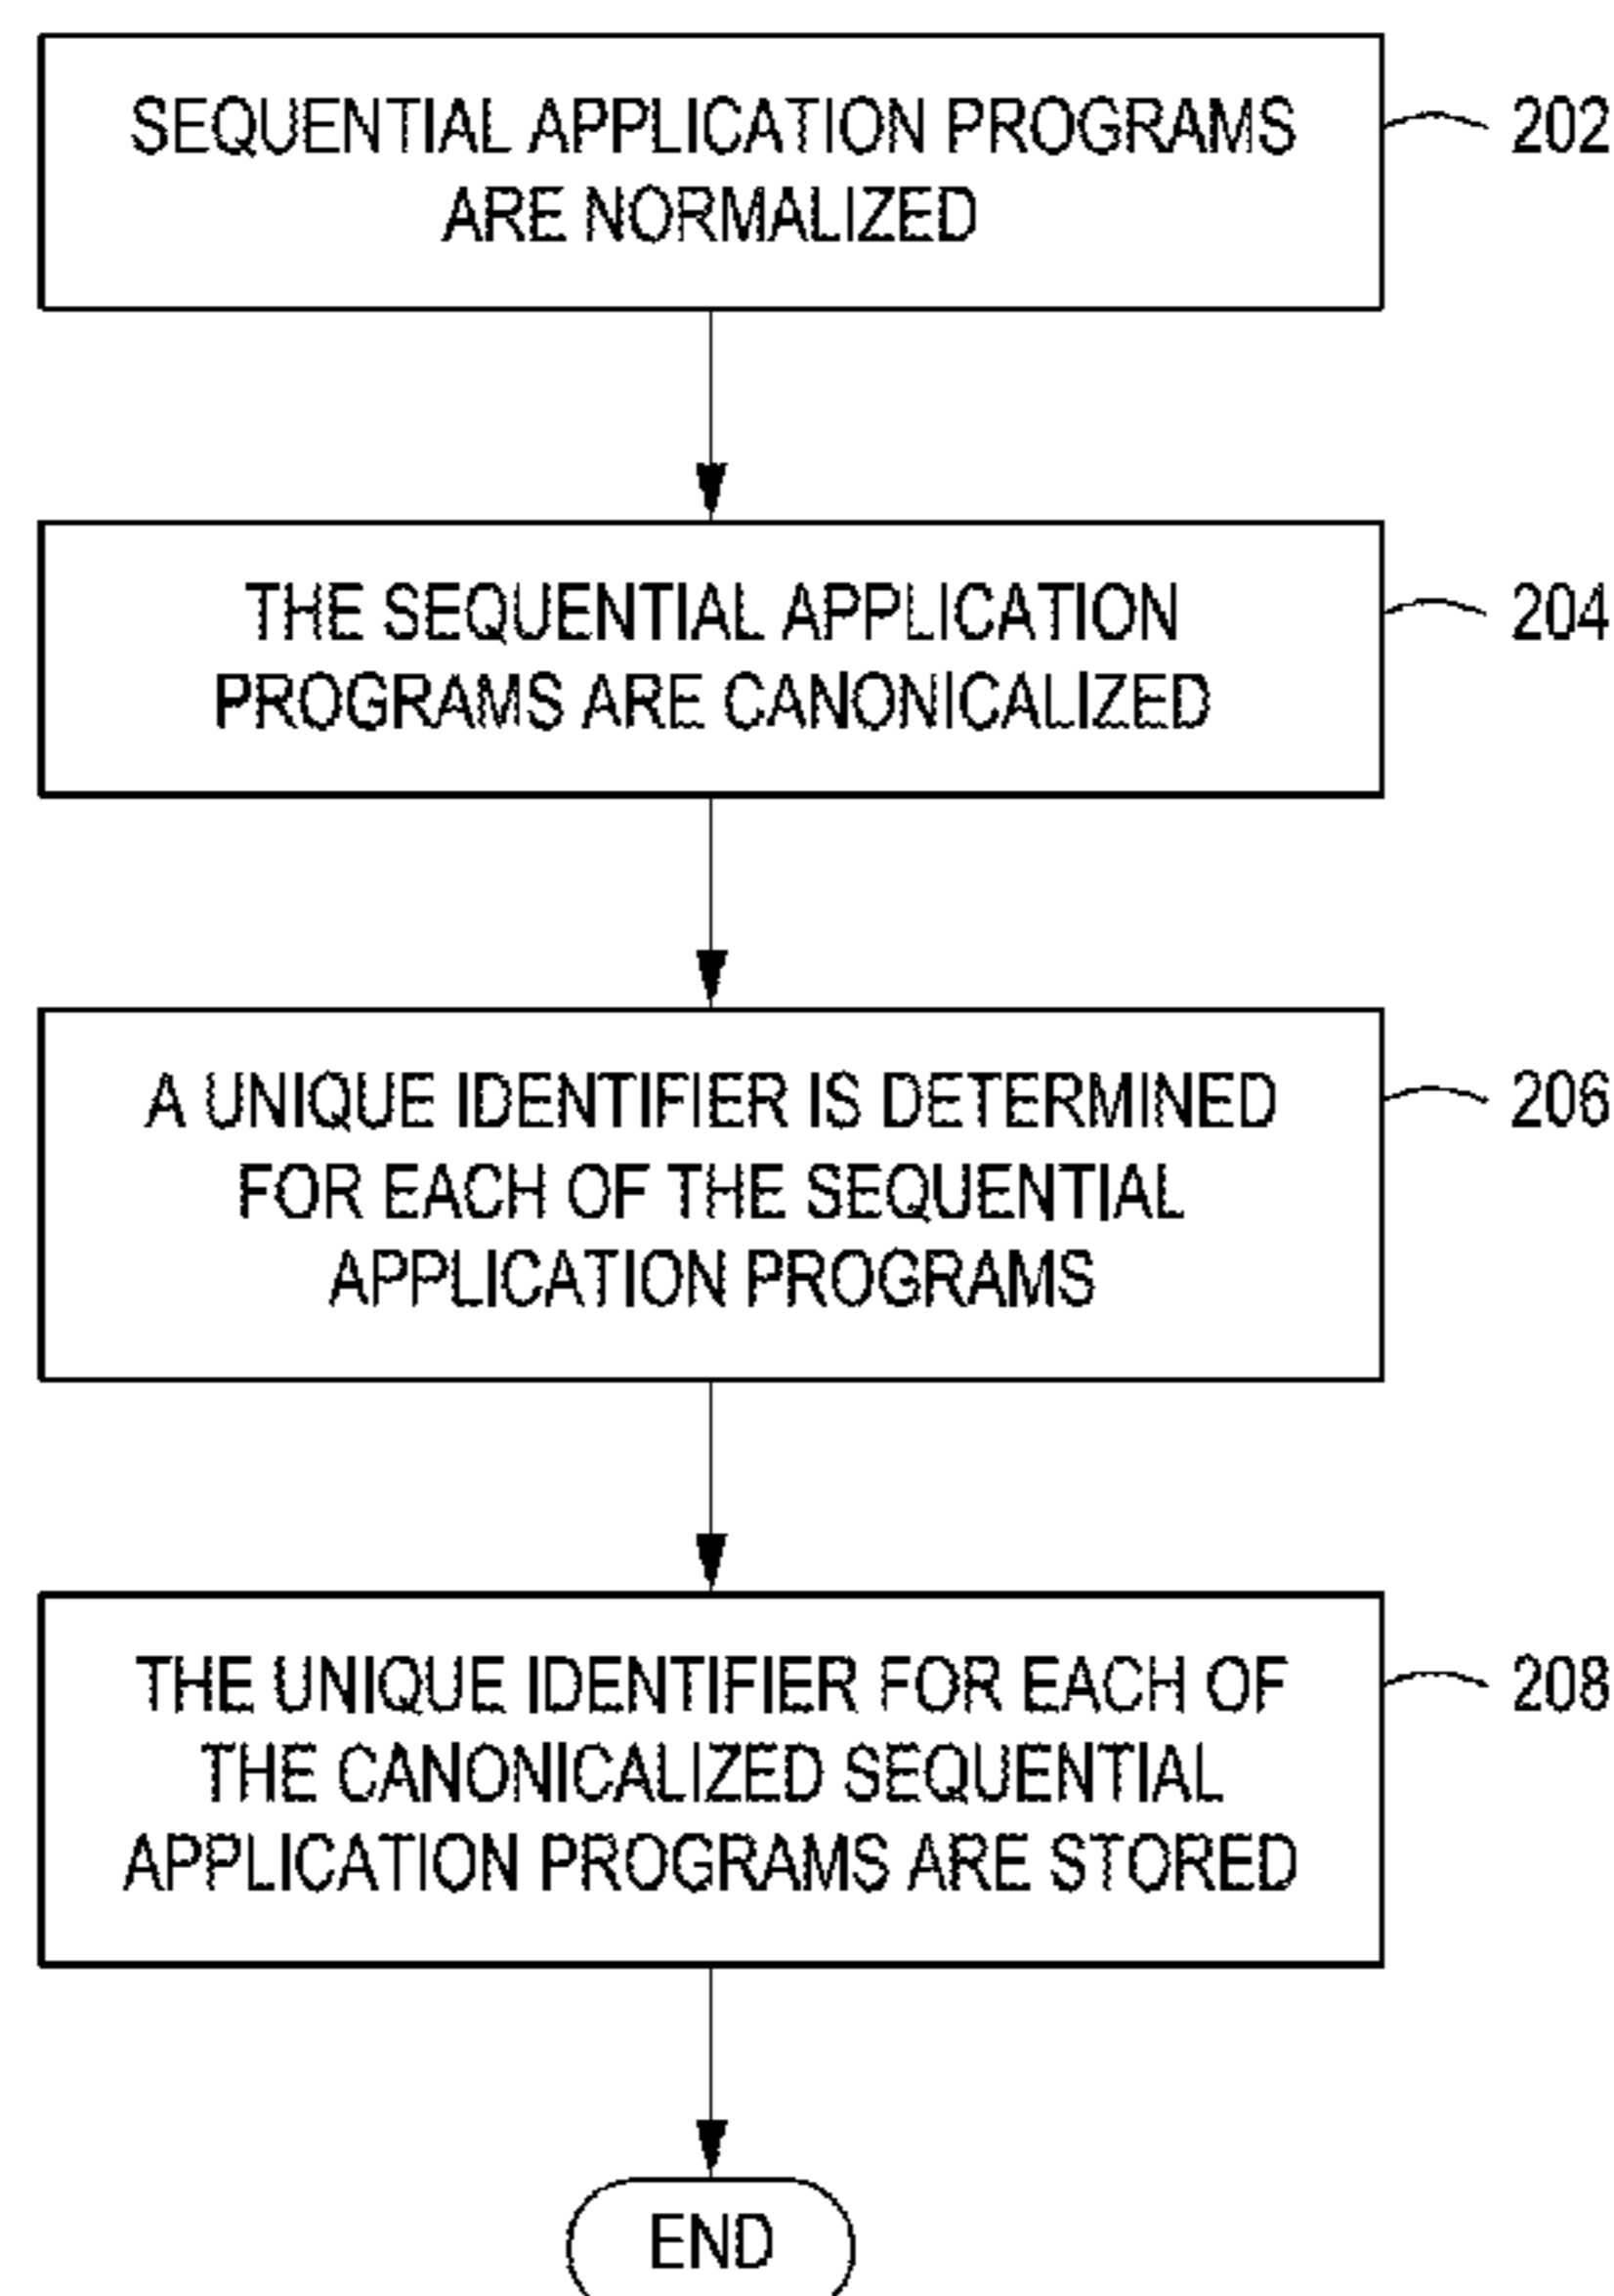 SEQUENTIAL APPLICATION PROGRAMS
ARE NORMALIZED
202
THE SEQUENTIAL APPLICATION
PROGRAMS ARE CANONICALIZED
204
A UNIQUE IDENTIFIER IS DETERMINED
FOR EACH OF THE SEQUENTIAL
APPLICATION PROGRAMS
206
THE UNIQUE IDENTIFIER FOR EACH OF
THE CANONICALIZED SEQUENTIAL
APPLICATION PROGRAMS ARE STORED
208
END